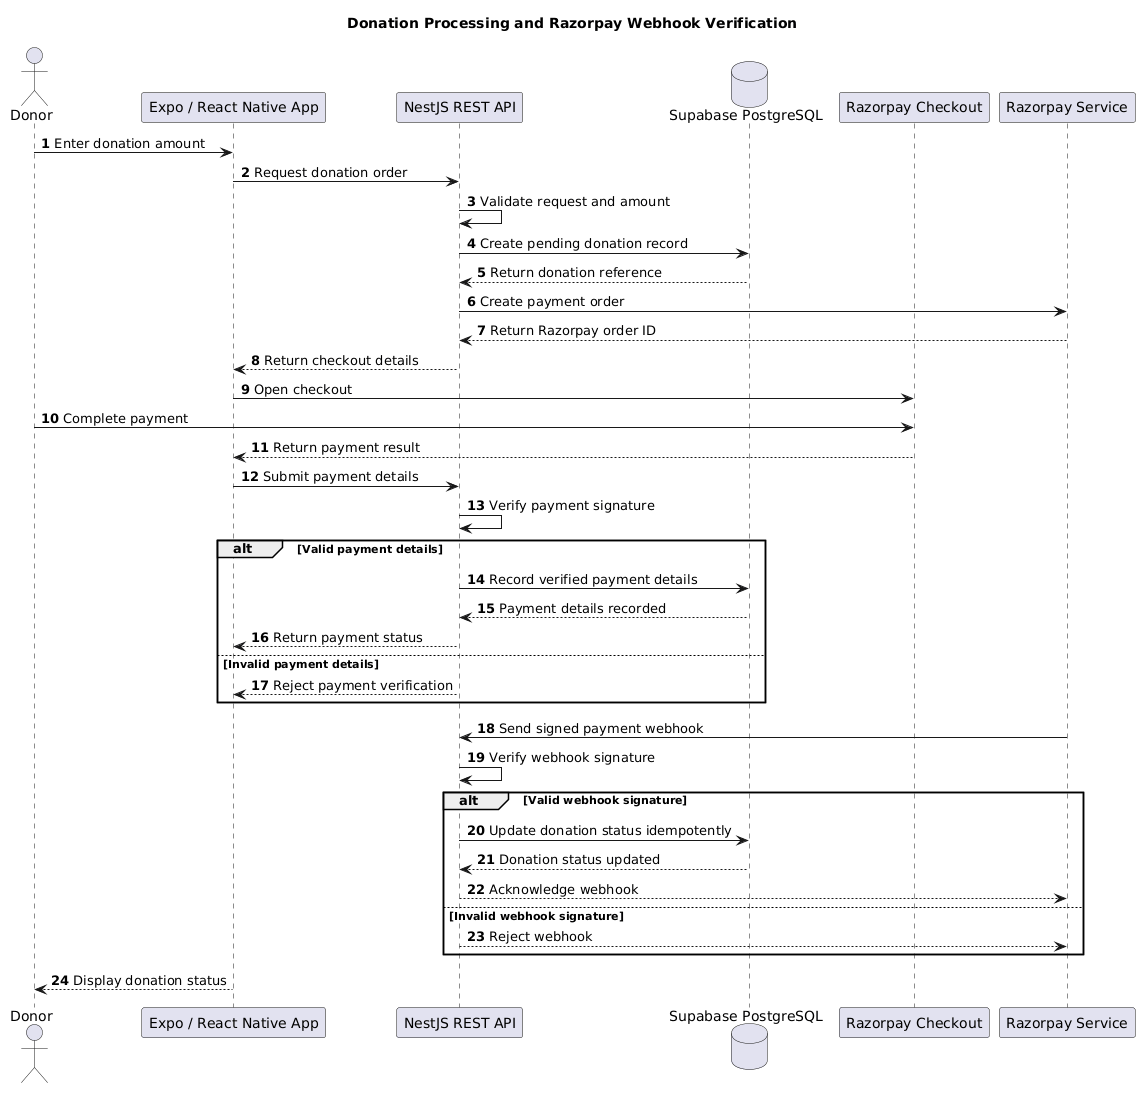 Donation Processing and Razorpay Webhook Verification
Donor
Expo / React Native App
NestJS REST API
Supabase PostgreSQL
Razorpay Checkout
Razorpay Service
1 Enter donation amount
2 Request donation order
3 Validate request and amount
4 Create pending donation record
5 Return donation reference
6 Create payment order
7 Return Razorpay order ID
8 Return checkout details
9 Open checkout
10 Complete payment
11 Return payment result
12 Submit payment details
13 Verify payment signature
alt [Valid payment details]
14 Record verified payment details
15 Payment details recorded
16 Return payment status
[Invalid payment details]
17 Reject payment verification
18 Send signed payment webhook
19 Verify webhook signature
alt [Valid webhook signature]
20 Update donation status idempotently
21 Donation status updated
22 Acknowledge webhook
[Invalid webhook signature]
23 Reject webhook
24 Display donation status
Donor
Expo / React Native App
NestJS REST API
Supabase PostgreSQL
Razorpay Checkout
Razorpay Service